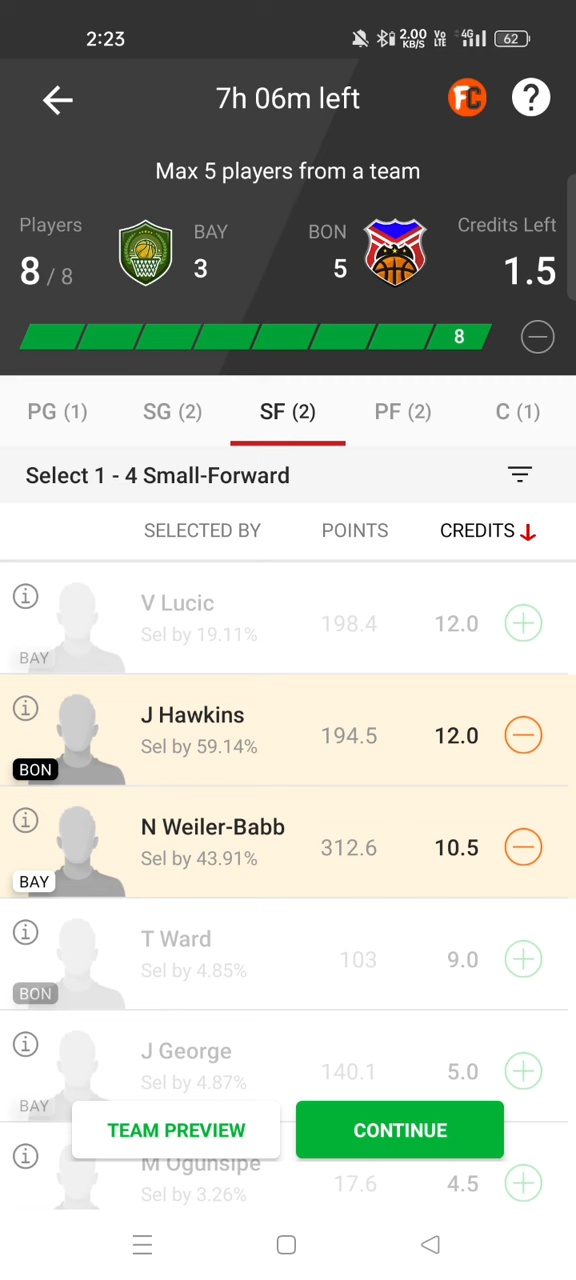 2:23
2.00 KB/S
Vo LTE
4G
62
7h 06m left
FC
?
Max 5 players from a team
Players
8 / 8
BAY
3
BON
5
Credits Left
1.5
8
PG (1)
SG (2)
SF (2)
PF (2)
C (1)
Select 1 - 4 Small-Forward
SELECTED BY
POINTS
CREDITS
V Lucic
Sel by 19.11%
198.4
12.0
BAY
J Hawkins
Sel by 59.14%
194.5
12.0
BON
N Weiler-Babb
Sel by 43.91%
312.6
10.5
BAY
T Ward
Sel by 4.85%
103
9.0
BON
J George
Sel by 4.87%
140.1
5.0
BAY
TEAM PREVIEW
CONTINUE
M Ogunsipe
Sel by 3.26%
17.6
4.5